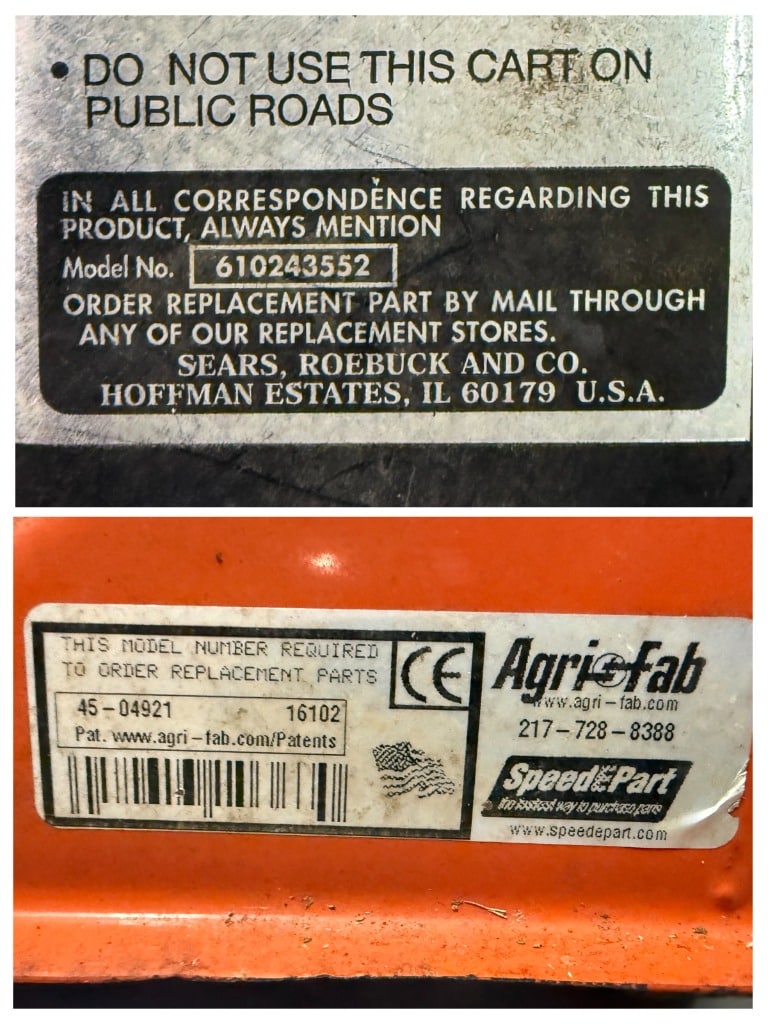 • DO NOT USE THIS CART ON
PUBLIC ROADS
IN ALL CORRESPONDENCE REGARDING THIS
PRODUCT, ALWAYS MENTION
Model No. 610243552
ORDER REPLACEMENT PART BY MAIL THROUGH
ANY OF OUR REPLACEMENT STORES.
SEARS, ROEBUCK AND CO.
HOFFMAN ESTATES, IL 60179 U.S.A.
THIS MODEL NUMBER REQUIRED
TO ORDER REPLACEMENT PARTS
45-04921 16102
Pat. www.agri-fab.com/Patents
CE
Agri-Fab
www.agri-fab.com
217-728-8388
SpeedEPart
the fastest way to purchase parts
www.speedepart.com